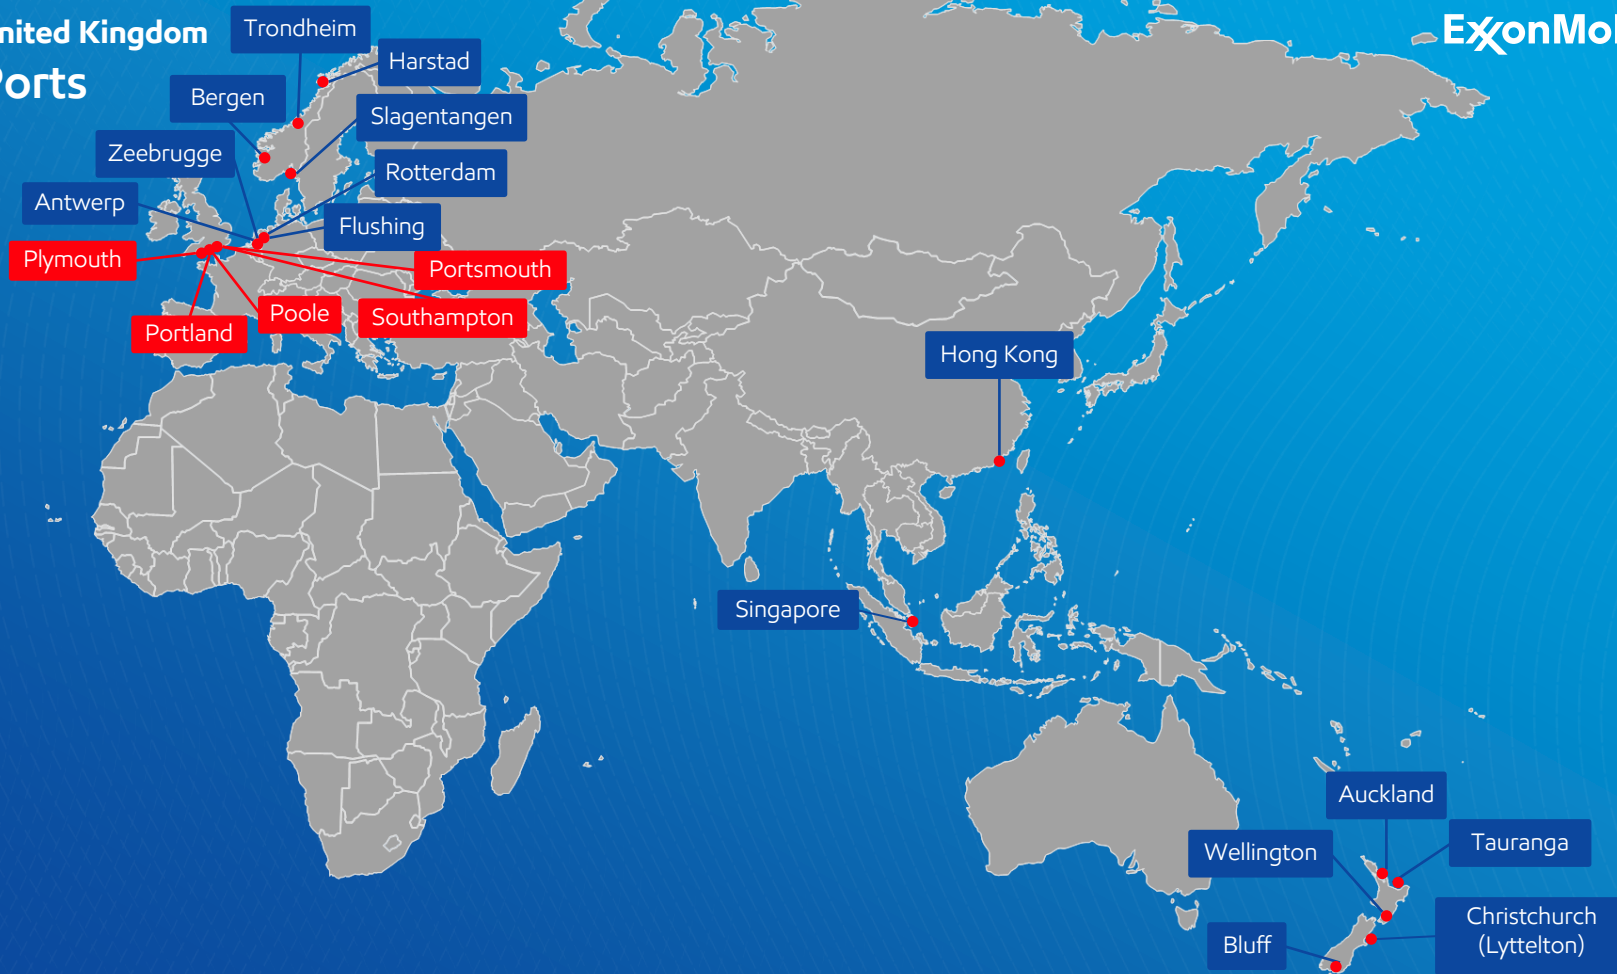 nited Kingdom
Ports
ExxonMo
Trondheim
Harstad
Bergen
Slagentangen
Zeebrugge
Rotterdam
Antwerp
Flushing
Plymouth
Portsmouth
Poole
Southampton
Portland
Hong Kong
Singapore
Auckland
Tauranga
Wellington
Christchurch
(Lyttelton)
Bluff